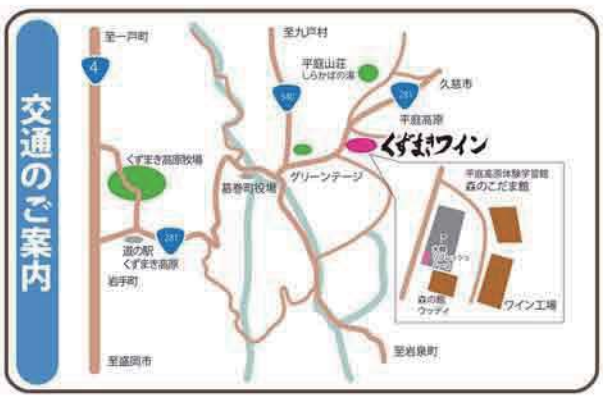 交通のご案内
至一戸町
4
至九戸村
340
平庭山荘
しらかばの湯
281
久慈市
平庭高原
くずまきワイン
くずまき高原牧場
葛巻町役場
グリーンテージ
281
道の駅
くずまき高原
岩手町
至盛岡市
至岩泉町
平庭高原体験学習館
森のこだま館
P
森の館
ウッディ
ワイン工場